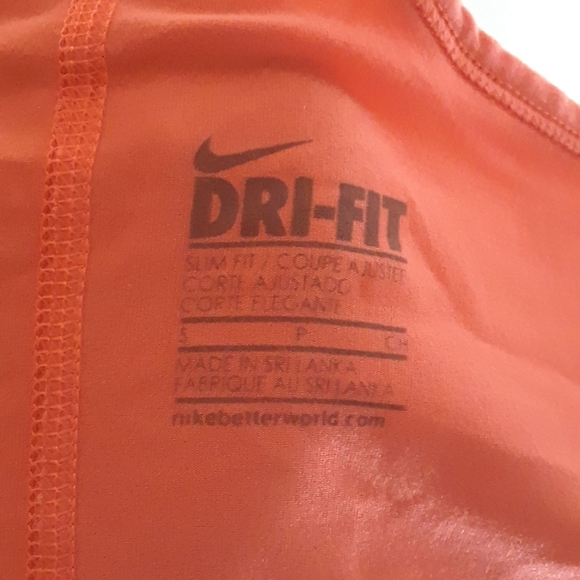 DRI-FIT
SLIM FIT / COUPE AJUSTÉE
CORTE AJUSTADO
CORTE ELEGANTE
S P CH
MADE IN SRI LANKA
FABRIQUÉ AU SRI LANKA
nikebetterworld.com